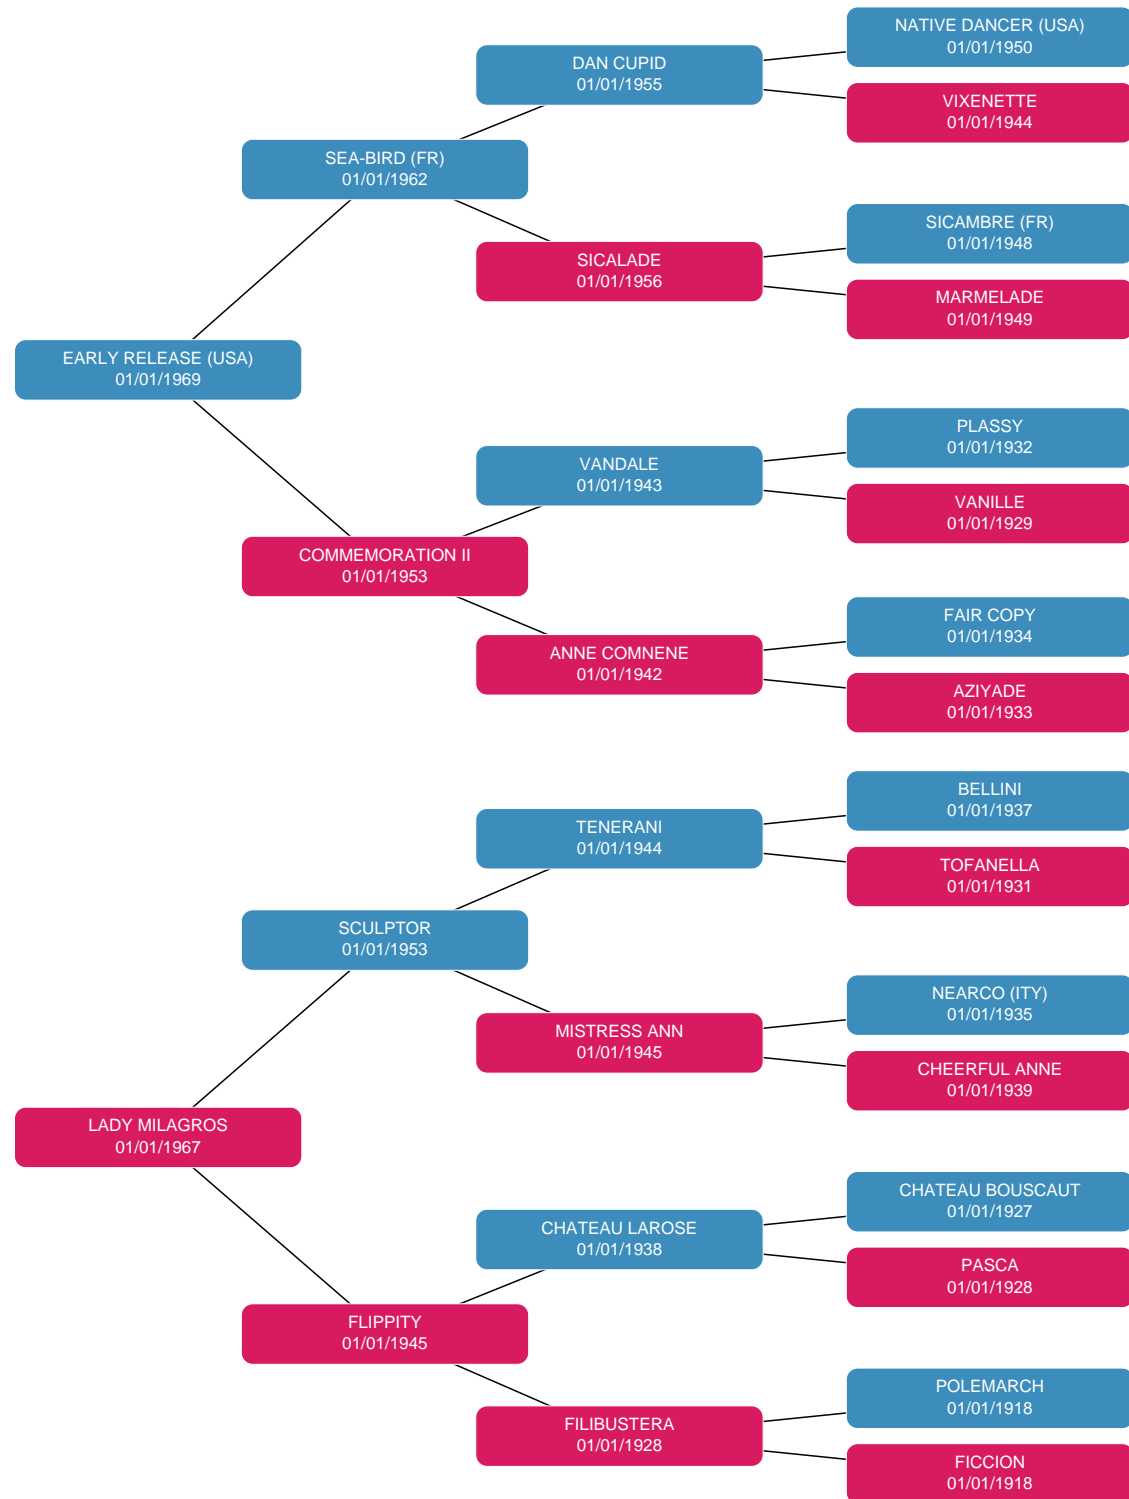 NATIVE DANCER (USA)
01/01/1950
DAN CUPID
01/01/1955
VIXENETTE
01/01/1944
SEA-BIRD (FR)
01/01/1962
SICAMBRE (FR)
01/01/1948
SICALADE
01/01/1956
MARMELADE
01/01/1949
EARLY RELEASE (USA)
01/01/1969
PLASSY
01/01/1932
VANDALE
01/01/1943
VANILLE
01/01/1929
COMMEMORATION II
01/01/1953
FAIR COPY
01/01/1934
ANNE COMNENE
01/01/1942
AZIYADE
01/01/1933
BELLINI
01/01/1937
TENERANI
01/01/1944
TOFANELLA
01/01/1931
SCULPTOR
01/01/1953
NEARCO (ITY)
01/01/1935
MISTRESS ANN
01/01/1945
CHEERFUL ANNE
01/01/1939
LADY MILAGROS
01/01/1967
CHATEAU BOUSCAUT
01/01/1927
CHATEAU LAROSE
01/01/1938
PASCA
01/01/1928
FLIPPITY
01/01/1945
POLEMARCH
01/01/1918
FILIBUSTERA
01/01/1928
FICCION
01/01/1918